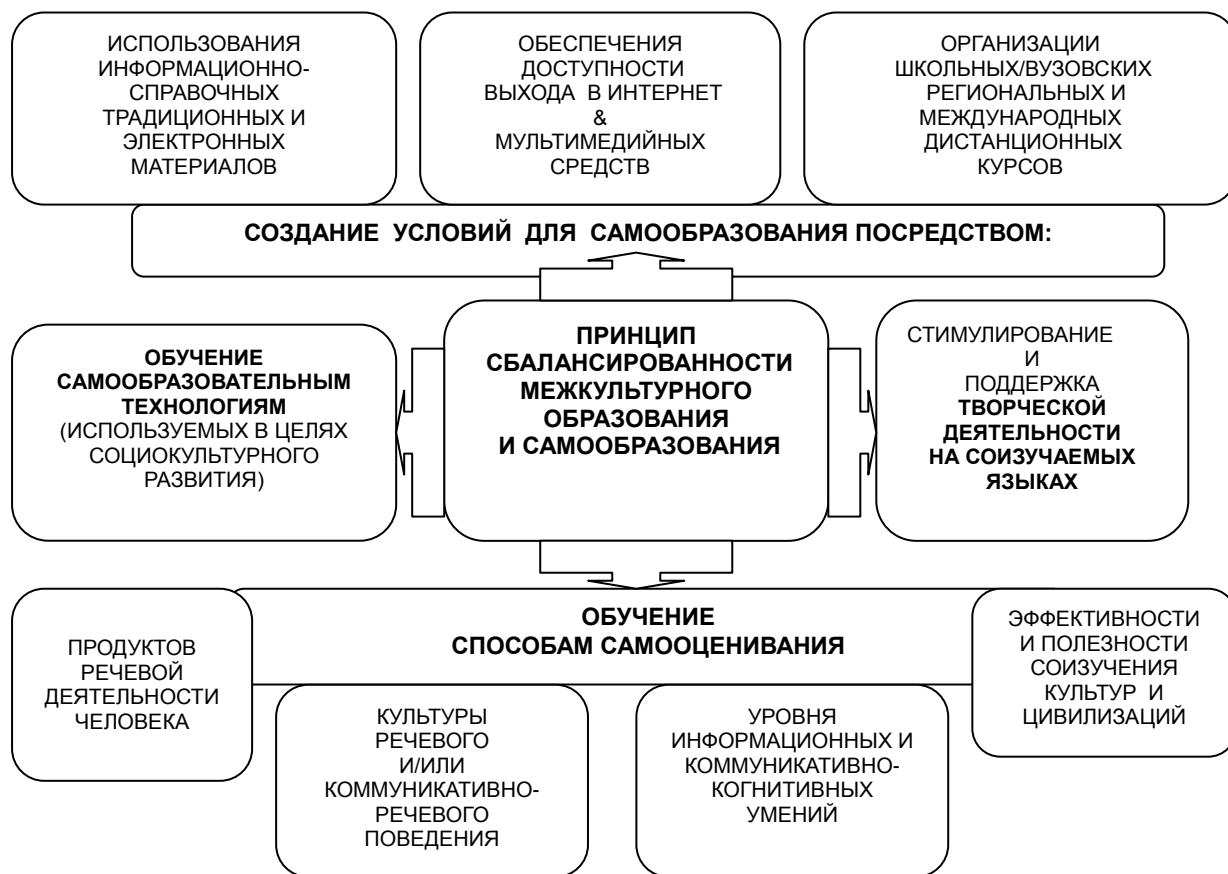 ИСПОЛЬЗОВАНИЯ
ИНФОРМАЦИОННО-
СПРАВОЧНЫХ
ТРАДИЦИОННЫХ И
ЭЛЕКТРОННЫХ
МАТЕРИАЛОВ
ОБЕСПЕЧЕНИЯ
ДОСТУПНОСТИ
ВЫХОДА В ИНТЕРНЕТ
&
МУЛЬТИМЕДИЙНЫХ
СРЕДСТВ
ОРГАНИЗАЦИИ
ШКОЛЬНЫХ/ВУЗОВСКИХ
РЕГИОНАЛЬНЫХ И
МЕЖДУНАРОДНЫХ
ДИСТАНЦИОННЫХ
КУРСОВ
СОЗДАНИЕ УСЛОВИЙ ДЛЯ САМООБРАЗОВАНИЯ ПОСРЕДСТВОМ:
ОБУЧЕНИЕ
САМООБРАЗОВАТЕЛЬНЫМ
ТЕХНОЛОГИЯМ
(ИСПОЛЬЗУЕМЫХ В ЦЕЛЯХ
СОЦИОКУЛЬТУРНОГО
РАЗВИТИЯ)
ПРИНЦИП
СБАЛАНСИРОВАННОСТИ
МЕЖКУЛЬТУРНОГО
ОБРАЗОВАНИЯ
И САМООБРАЗОВАНИЯ
СТИМУЛИРОВАНИЕ
И
ПОДДЕРЖКА
ТВОРЧЕСКОЙ
ДЕЯТЕЛЬНОСТИ
НА СОИЗУЧАЕМЫХ
ЯЗЫКАХ
ОБУЧЕНИЕ
СПОСОБАМ САМООЦЕНИВАНИЯ
ПРОДУКТОВ
РЕЧЕВОЙ
ДЕЯТЕЛЬНОСТИ
ЧЕЛОВЕКА
КУЛЬТУРЫ
РЕЧЕВОГО
И/ИЛИ
КОММУНИКАТИВНО-
РЕЧЕВОГО
ПОВЕДЕНИЯ
УРОВНЯ
ИНФОРМАЦИОННЫХ И
КОММУНИКАТИВНО-
КОГНИТИВНЫХ
УМЕНИЙ
ЭФФЕКТИВНОСТИ
И ПОЛЕЗНОСТИ
СОИЗУЧЕНИЯ
КУЛЬТУР И
ЦИВИЛИЗАЦИЙ